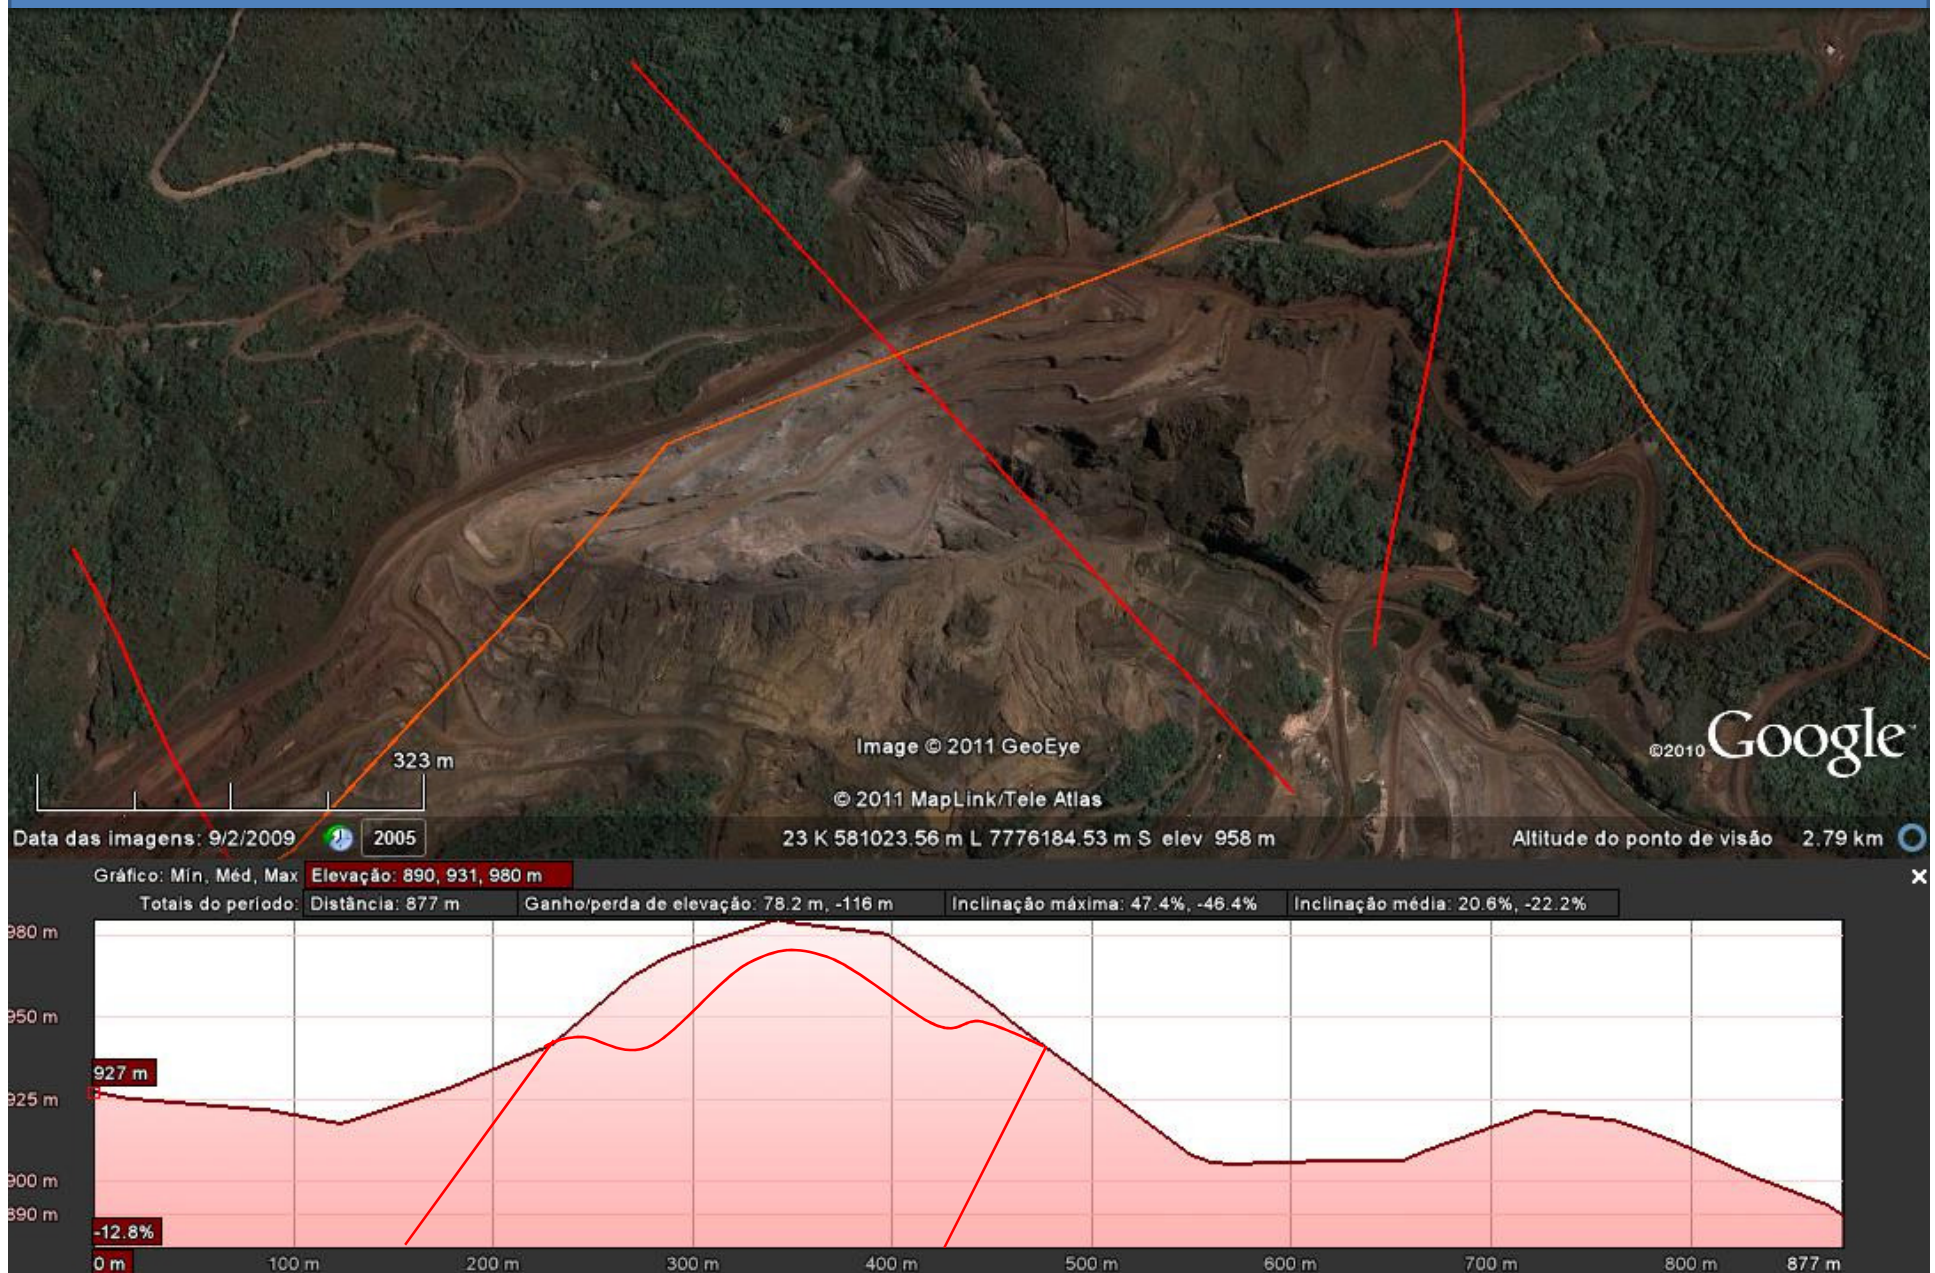 323 m
Image © 2011 GeoEye
©2010 Google
© 2011 MapLink/Tele Atlas
Data das imagens: 9/2/2009 2005 23 K 581023.56 m L 7776184.53 m S elev 958 m Altitude do ponto de visão 2.79 km
Gráfico: Mín, Méd, Max Elevação: 890, 931, 980 m
Totais do período: Distância: 877 m Ganho/perda de elevação: 78.2 m, -116 m Inclinação máxima: 47.4%, -46.4% Inclinação média: 20.6%, -22.2%
980 m
950 m
927 m
925 m
900 m
890 m
-12.8%
0 m 100 m 200 m 300 m 400 m 500 m 600 m 700 m 800 m 877 m